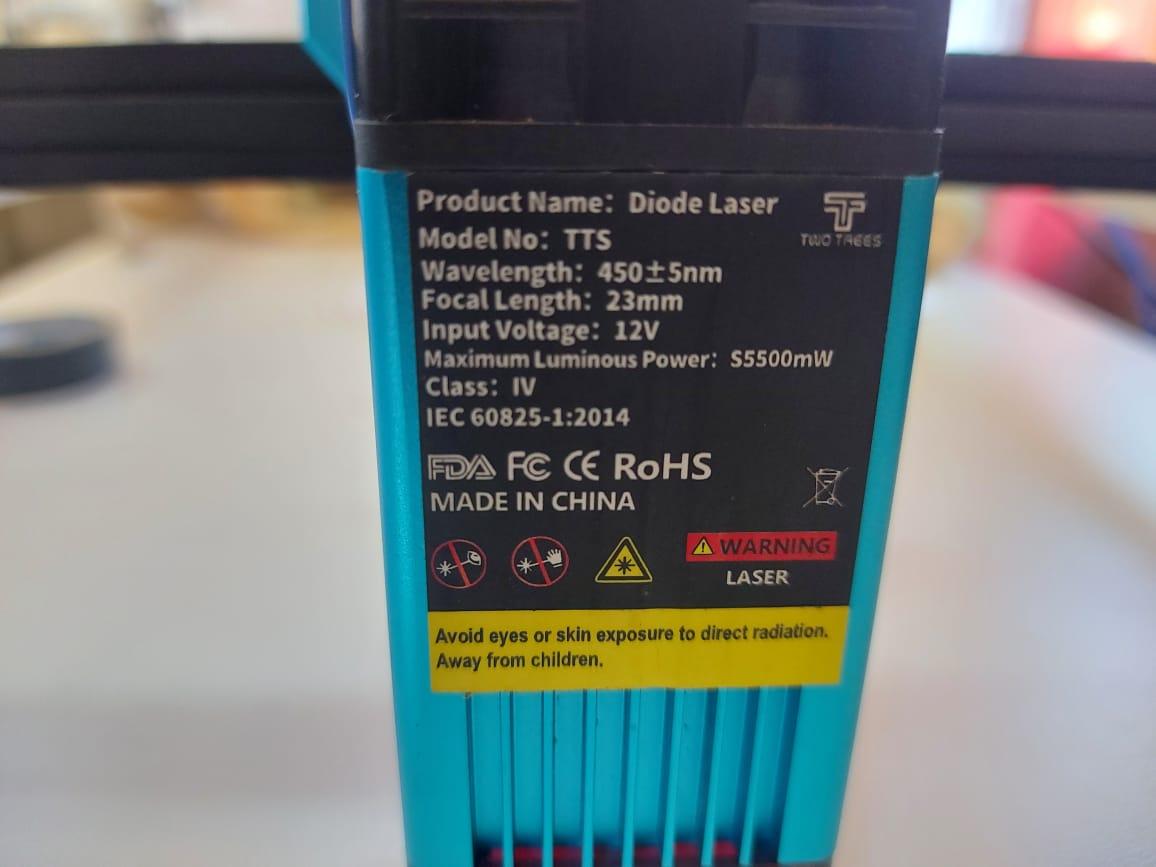 Product Name: Diode Laser
TWO TREES
Model No: TTS
Wavelength: 450±5nm
Focal Length: 23mm
Input Voltage: 12V
Maximum Luminous Power: S5500mW
Class: IV
IEC 60825-1:2014
FDA FC CE RoHS
MADE IN CHINA
WARNING
LASER
Avoid eyes or skin exposure to direct radiation.
Away from children.